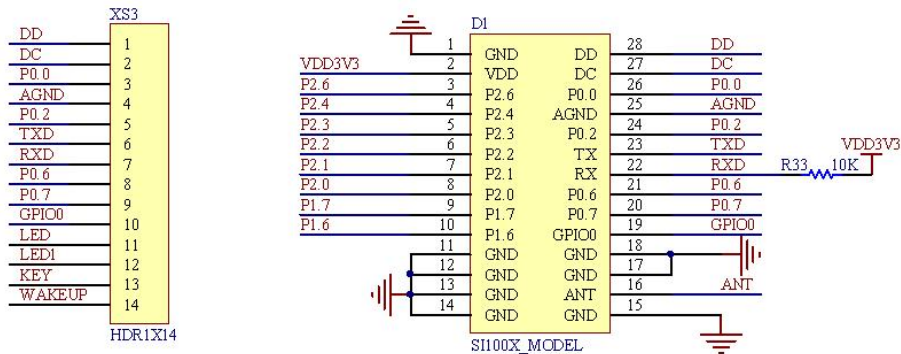 XS3
DD 1
DC 2
P0.0 3
AGND 4
P0.2 5
TXD 6
RXD 7
P0.6 8
P0.7 9
GPIO0 10
LED 11
LED1 12
KEY 13
WAKEUP 14
HDR1X14
D1
1 GND DD 28 DD
VDD3V3 2 VDD DC 27 DC
P2.6 3 P2.6 P0.0 26 P0.0
P2.4 4 P2.4 AGND 25 AGND
P2.3 5 P2.3 P0.2 24 P0.2
P2.2 6 P2.2 TX 23 TXD
P2.1 7 P2.1 RX 22 RXD R33 10K VDD3V3
P2.0 8 P2.0 P0.6 21 P0.6
P1.7 9 P1.7 P0.7 20 P0.7
P1.6 10 P1.6 GPIO0 19 GPIO0
11 GND GND 18
12 GND GND 17
13 GND ANT 16 ANT
14 GND GND 15
SI100X_MODEL